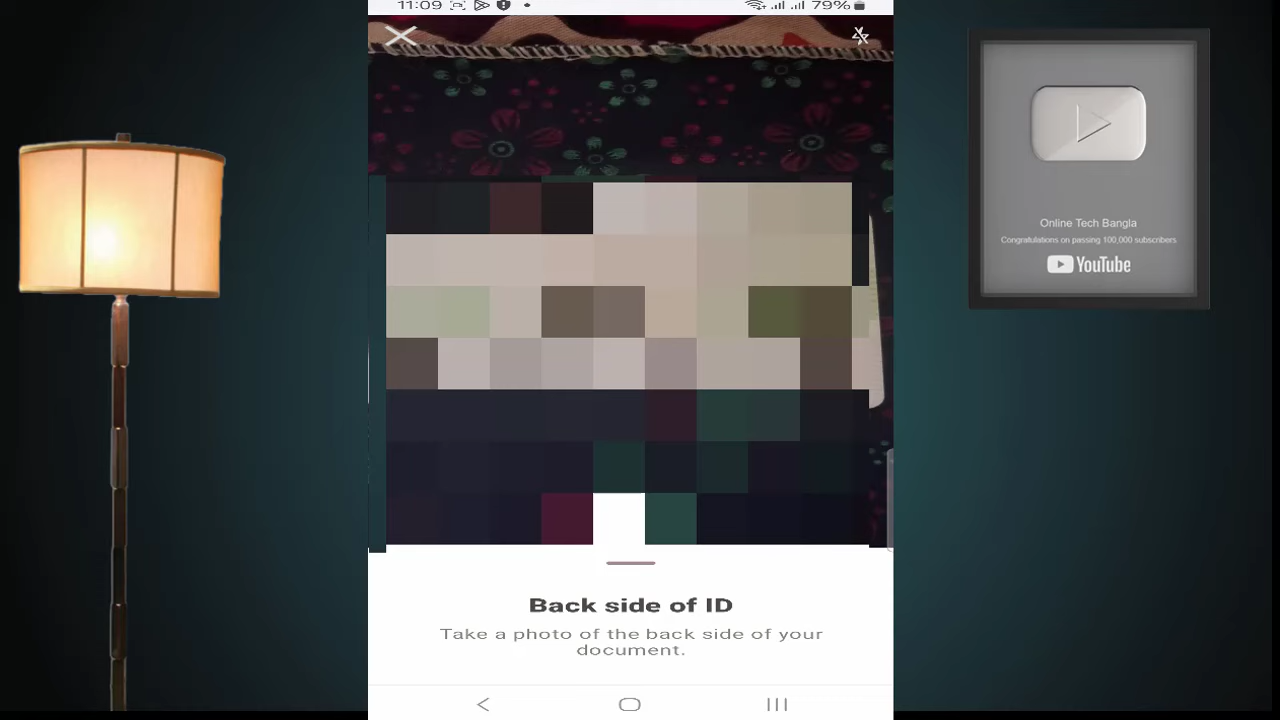 11:09
79%
Online Tech Bangla
Congratulations on passing 100,000 subscribers
YouTube
Back side of ID
Take a photo of the back side of your
document.